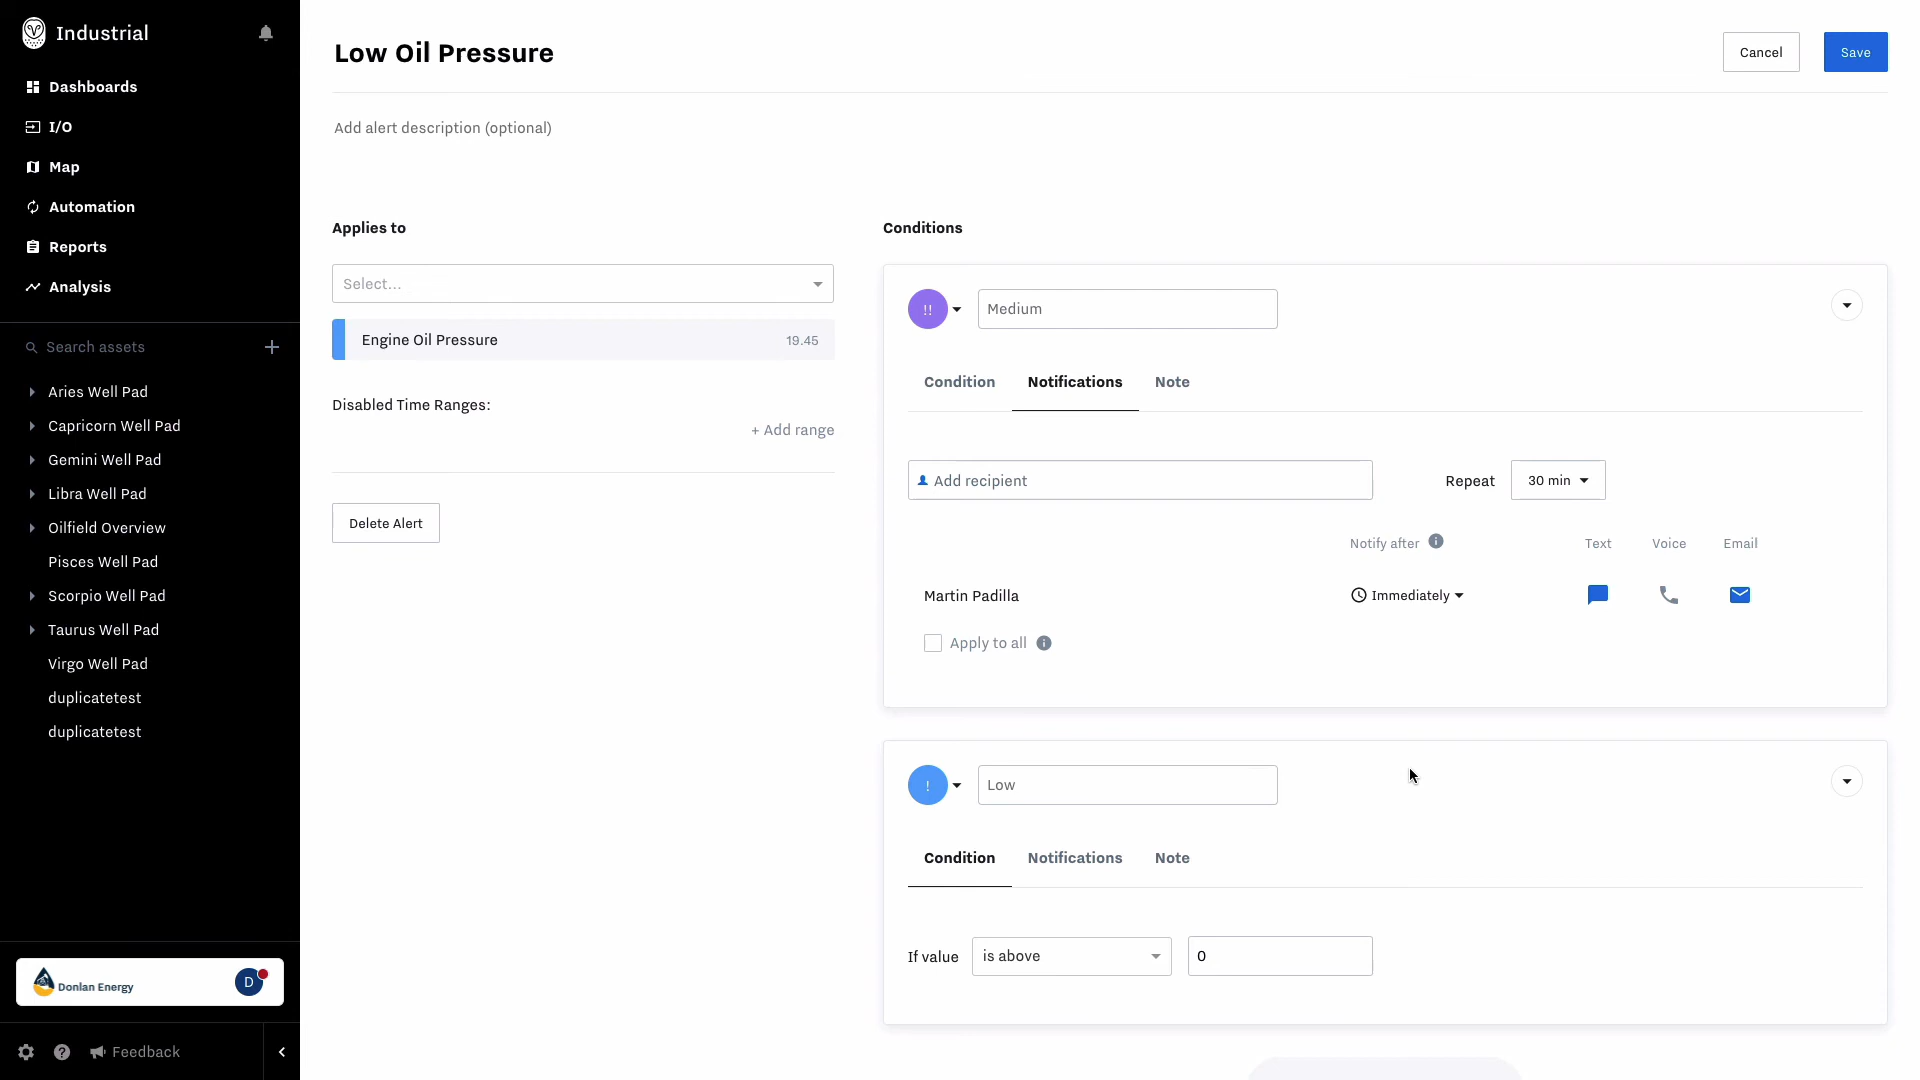 Industrial
Dashboards
I/O
Map
Automation
Reports
Analysis
Search assets
Aries Well Pad
Capricorn Well Pad
Gemini Well Pad
Libra Well Pad
Oilfield Overview
Pisces Well Pad
Scorpio Well Pad
Taurus Well Pad
Virgo Well Pad
duplicatetest
duplicatetest
Donlan Energy
D
Feedback
Low Oil Pressure
Cancel
Save
Add alert description (optional)
Applies to
Select...
Engine Oil Pressure 19.45
Disabled Time Ranges:
+ Add range
Delete Alert
Conditions
!! Medium
Condition Notifications Note
Add recipient Repeat 30 min
Notify after Text Voice Email
Martin Padilla Immediately
Apply to all
! Low
Condition Notifications Note
If value is above 0